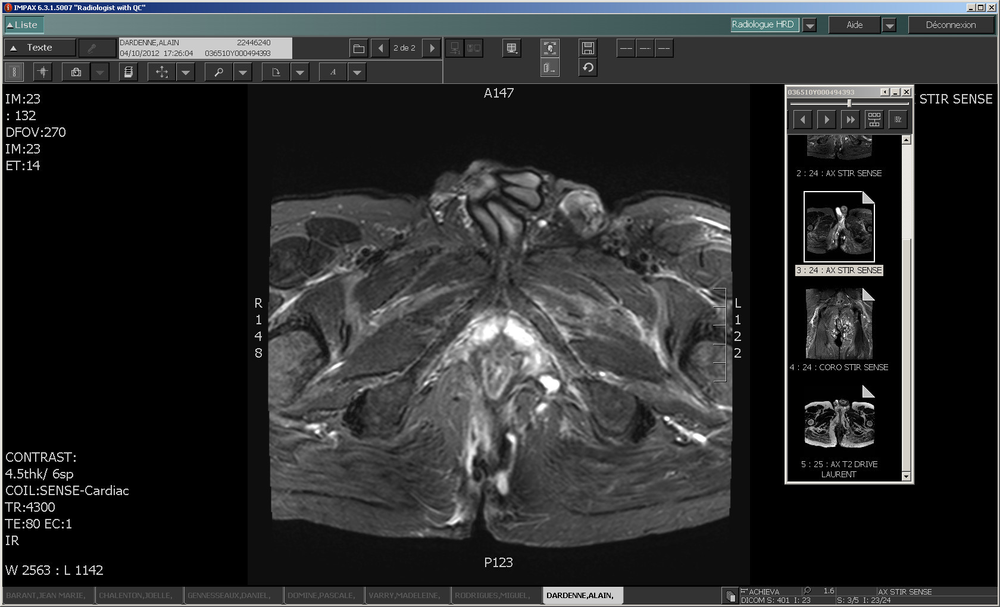 IMPAX 6.3.1.5007 "Radiologist with QC"
Liste
Radiologue HRD
Aide
Déconnexion
Texte
DARDENNE,ALAIN 22446240
04/10/2012 17:26:04 036510Y000494393
2 de 2
A
IM:23
: 132
DFOV:270
IM:23
ET:14
A147
STIR SENSE
036510Y000494393
2 : 24 : AX STIR SENSE
3 : 24 : AX STIR SENSE
4 : 24 : CORO STIR SENSE
5 : 25 : AX T2 DRIVE
LAURENT
R
1
4
8
L
1
2
2
CONTRAST:
4.5thk/ 6sp
COIL:SENSE-Cardiac
TR:4300
TE:80 EC:1
IR
W 2563 : L 1142
P123
BARANT,JEAN MARIE,
CHALENTON,JOELLE,
GENNESSEAUX,DANIEL,
DOMINE,PASCALE,
VARRY,MADELEINE,
RODRIGUES,MIGUEL,
DARDENNE,ALAIN,
ACHIEVA
1.6
AX STIR SENSE
DICOM S: 401 I: 23
S: 3/5 I: 23/24